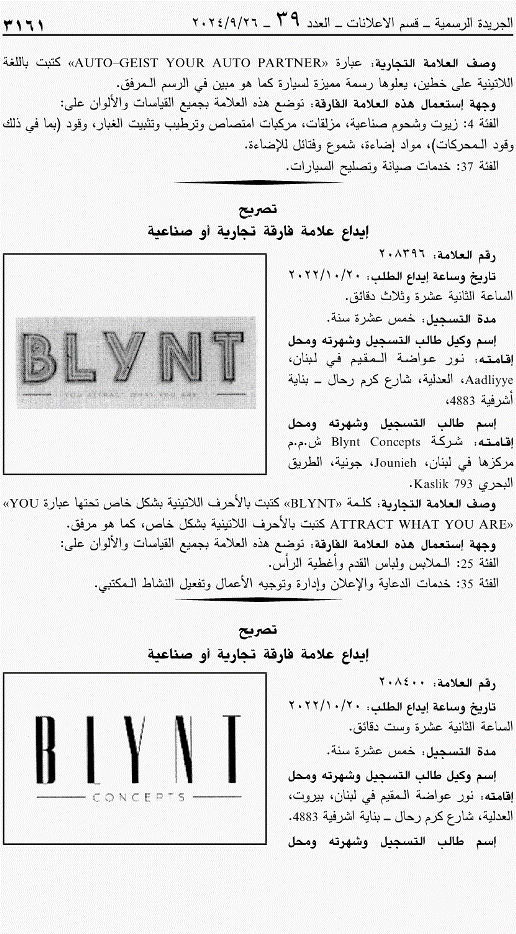 الجريدة الرسمية ـ قسم الاعلانات ـ العدد ٣٩ ـ ٢٠٢٤/٩/٢٦
٣١٦١
وصف العلامة التجارية: عبارة «AUTO–GEIST YOUR AUTO PARTNER» كتبت باللغة
اللاتينية على خطين، يعلوها رسمة مميزة لسيارة كما هو مبين في الرسم المرفق.
وجهة إستعمال هذه العلامة الفارقة: توضع هذه العلامة بجميع القياسات والألوان على:
الفئة 4: زيوت وشحوم صناعية، مزلقات، مركبات امتصاص وترطيب وتثبيت الغبار، وقود (بما في ذلك
وقود المحركات)، مواد إضاءة، شموع وفتائل للإضاءة.
الفئة 37: خدمات صيانة وتصليح السيارات.
تصريح
إيداع علامة فارقة تجارية أو صناعية
رقم العلامة: ٢٠٨٣٩٦
تاريخ وساعة إيداع الطلب: ٢٠٢٢/١٠/٢٠
الساعة الثانية عشرة وثلاث دقائق.
مدة التسجيل: خمس عشرة سنة.
إسم وكيل طالب التسجيل وشهرته ومحل
إقامته: نور عواضة المقيم في لبنان،
Aadliyye، العدلية، شارع كرم رحال ــ بناية
أشرفية 4883،
إسم طالب التسجيل وشهرته ومحل
إقامته: شركة Blynt Concepts ش.م.م
مركزها في لبنان، Jounieh، جونية، الطريق
البحري Kaslik 793.
BLYNT
YOU ATTRACT WHAT YOU ARE
وصف العلامة التجارية: كلمة «BLYNT» كتبت بالأحرف اللاتينية بشكل خاص تحتها عبارة «YOU
ATTRACT WHAT YOU ARE» كتبت بالأحرف اللاتينية بشكل خاص، كما هو مرفق.
وجهة إستعمال هذه العلامة الفارقة: توضع هذه العلامة بجميع القياسات والألوان على:
الفئة 25: الملابس ولباس القدم وأغطية الرأس.
الفئة 35: خدمات الدعاية والإعلان وإدارة وتوجيه الأعمال وتفعيل النشاط المكتبي.
تصريح
إيداع علامة فارقة تجارية أو صناعية
رقم العلامة: ٢٠٨٤٠٠
تاريخ وساعة إيداع الطلب: ٢٠٢٢/١٠/٢٠
الساعة الثانية عشرة وست دقائق.
مدة التسجيل: خمس عشرة سنة.
إسم وكيل طالب التسجيل وشهرته ومحل
إقامته: نور عواضة المقيم في لبنان، بيروت،
العدلية، شارع كرم رحال ــ بناية اشرفية 4883.
إسم طالب التسجيل وشهرته ومحل
BLYNT
CONCEPTS